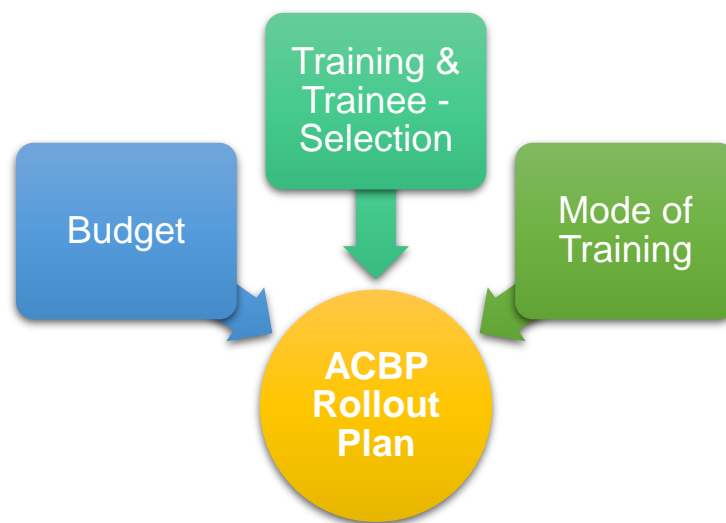 Training &
Trainee -
Selection
Budget
Mode of
Training
ACBP
Rollout
Plan